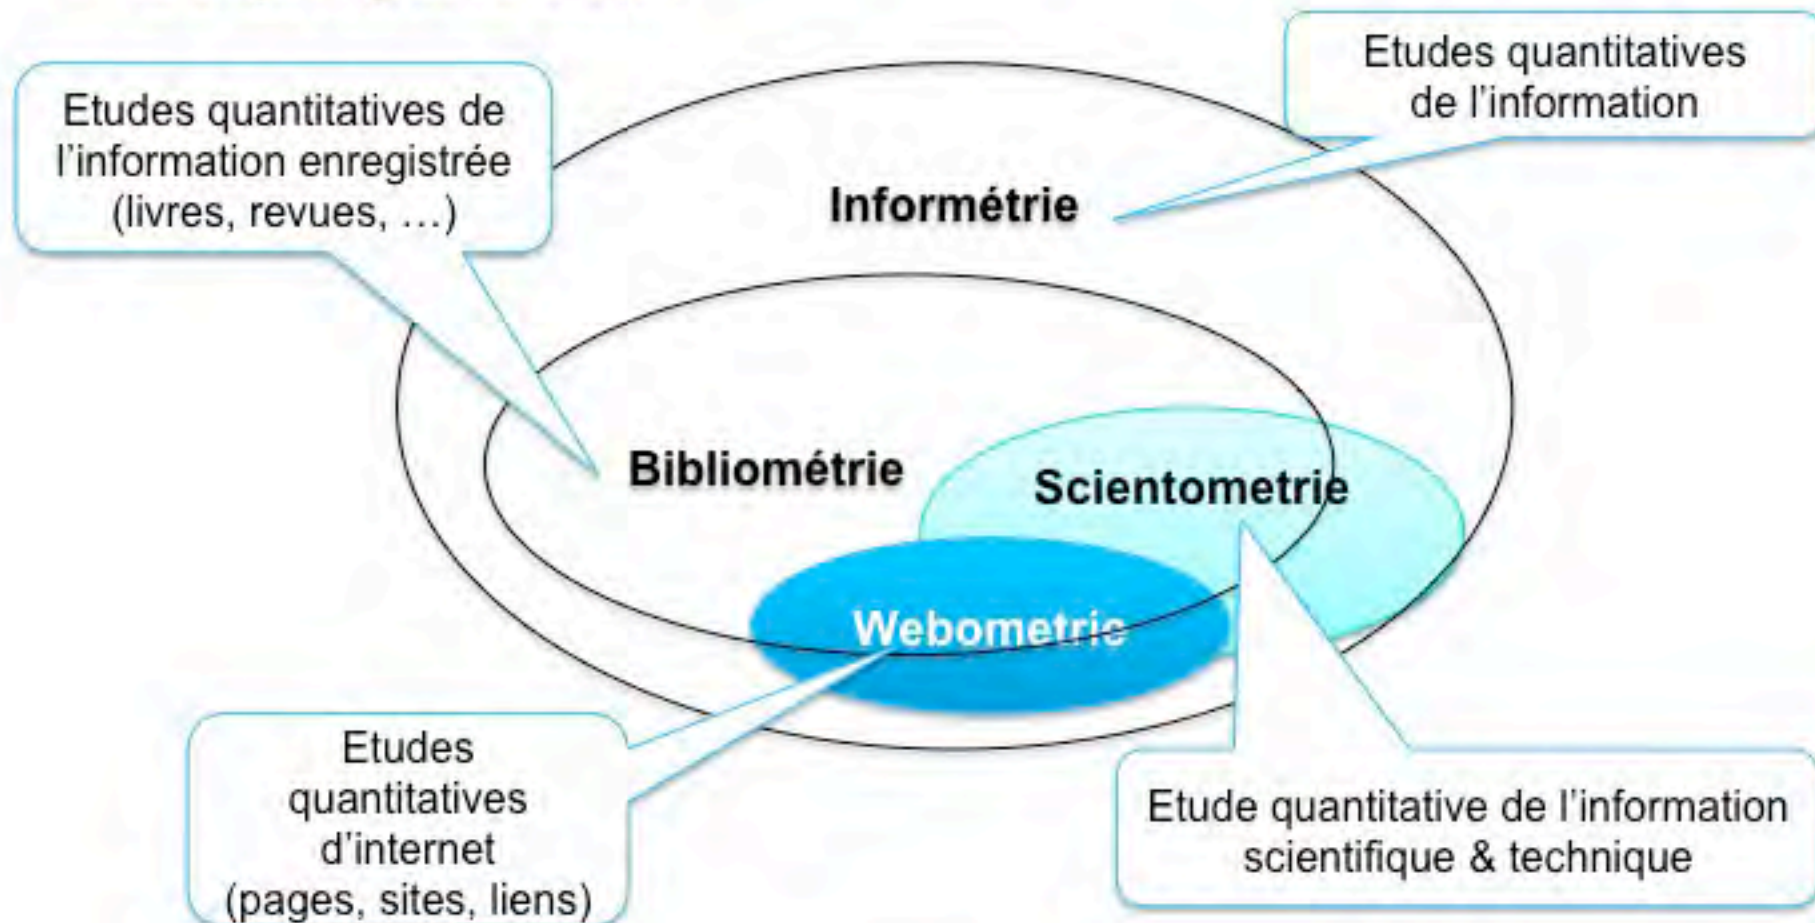 Etudes quantitatives de
l'information enregistrée
(livres, revues, …)
Etudes quantitatives
de l'information
Informétrie
Bibliométrie
Scientometrie
Webometrie
Etudes
quantitatives
d'internet
(pages, sites, liens)
Etude quantitative de l'information
scientifique & technique